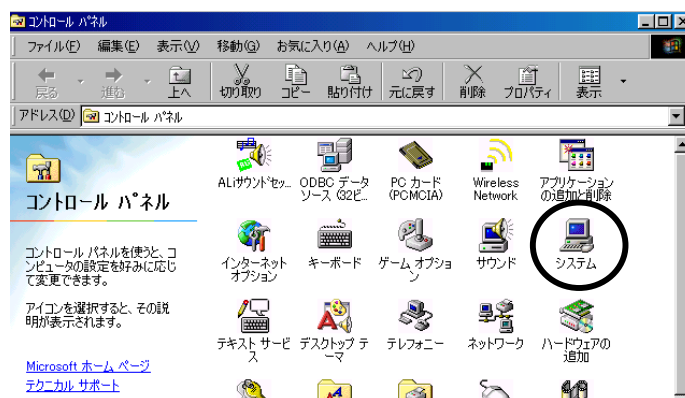 コントロール パネル
ファイル(F) 編集(E) 表示(V) 移動(G) お気に入り(A) ヘルプ(H)
戻る 進む 上へ 切り取り コピー 貼り付け 元に戻す 削除 プロパティ 表示
アドレス(D) コントロール パネル
コントロール パネル
コントロール パネルを使うと、コ
ンピュータの設定を好みに応じ
て変更できます。
アイコンを選択すると、その説
明が表示されます。
Microsoft ホーム ページ
テクニカル サポート
ALiサウンドセッ...
ODBC データ
ソース (32ビ...
PC カード
(PCMCIA)
Wireless
Network
アプリケーション
の追加と削除
インターネット
オプション
キーボード
ゲーム オプショ
ン
サウンド
システム
テキスト サービ
ス
デスクトップ テ
ーマ
テレフォニー
ネットワーク
ハードウェアの
追加